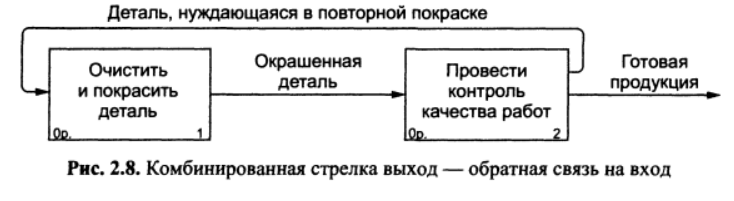 Деталь, нуждающаяся в повторной покраске
Очистить
и покрасить
деталь
0р.
1
Окрашенная
деталь
Провести
контроль
качества работ
0р.
2
Готовая
продукция
Рис. 2.8. Комбинированная стрелка выход — обратная связь на вход